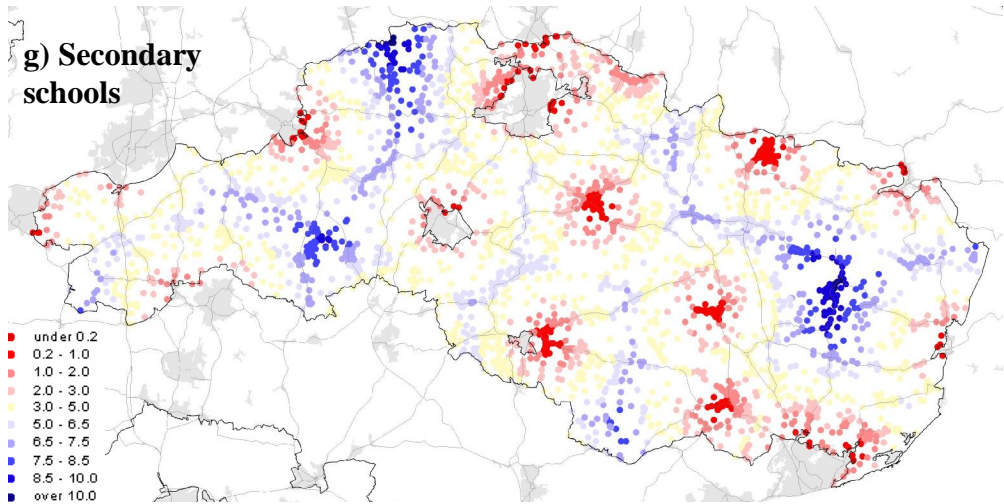 g) Secondary
schools
under 0.2
0.2 - 1.0
1.0 - 2.0
2.0 - 3.0
3.0 - 5.0
5.0 - 6.5
6.5 - 7.5
7.5 - 8.5
8.5 - 10.0
over 10.0